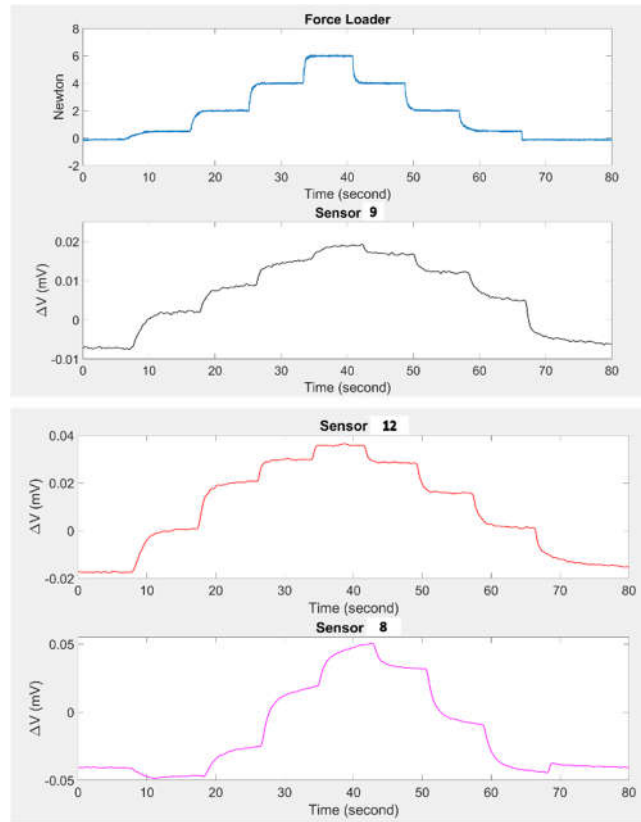 Force Loader
6
4
2
0
-2
Newton
0 10 20 30 40 50 60 70 80
Time (second)
Sensor 9
0.02
0.01
0
-0.01
ΔV (mV)
0 10 20 30 40 50 60 70 80
Time (second)
Sensor 12
0.04
0.02
0
-0.02
ΔV (mV)
0 10 20 30 40 50 60 70 80
Time (second)
Sensor 8
0.05
0
-0.05
ΔV (mV)
0 10 20 30 40 50 60 70 80
Time (second)